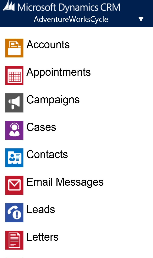 Microsoft Dynamics CRM
AdventureWorksCycle
Accounts
Appointments
Campaigns
Cases
Contacts
Email Messages
Leads
Letters